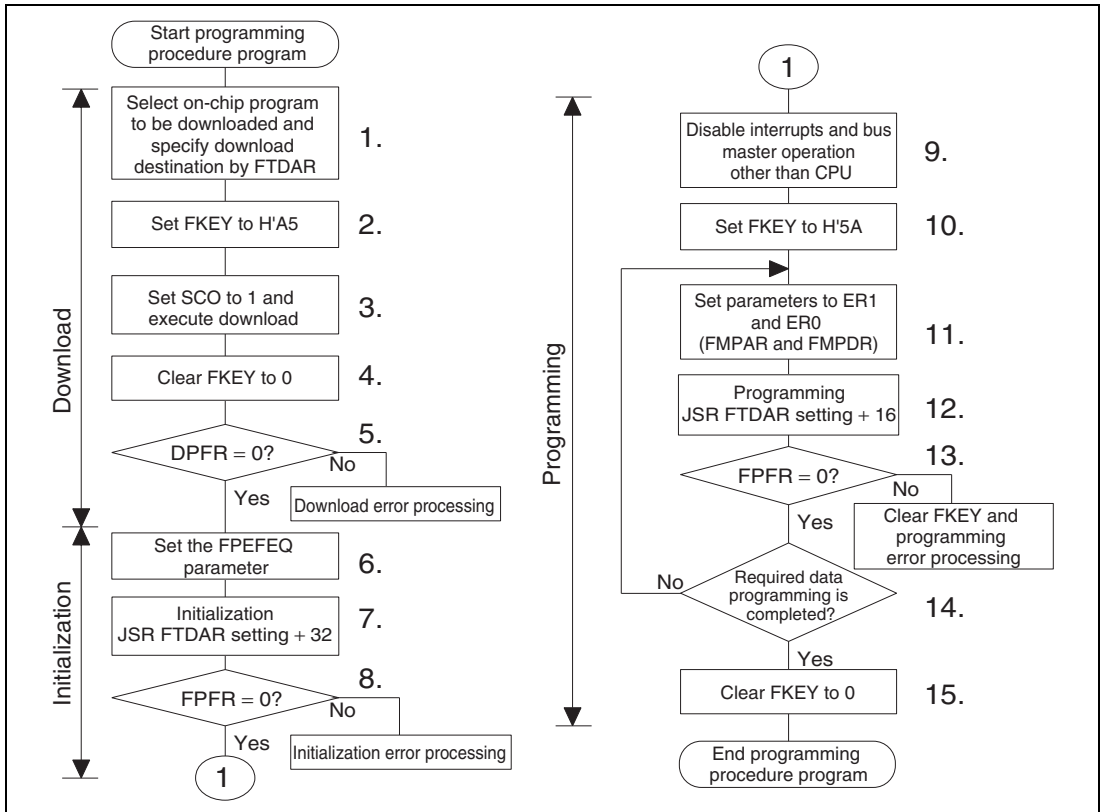 Start programming
procedure program
Download
Select on-chip program
to be downloaded and
specify download
destination by FTDAR
1.
Set FKEY to H'A5
2.
Set SCO to 1 and
execute download
3.
Clear FKEY to 0
4.
DPFR = 0?
5.
No
Yes
Download error processing
Initialization
Set the FPEFEQ
parameter
6.
Initialization
JSR FTDAR setting + 32
7.
FPFR = 0?
8.
No
Yes
Initialization error processing
1
1
Programming
Disable interrupts and bus
master operation
other than CPU
9.
Set FKEY to H'5A
10.
Set parameters to ER1
and ER0
(FMPAR and FMPDR)
11.
Programming
JSR FTDAR setting + 16
12.
FPFR = 0?
13.
No
Yes
Clear FKEY and
programming
error processing
No
Required data
programming is
completed?
14.
Yes
Clear FKEY to 0
15.
End programming
procedure program